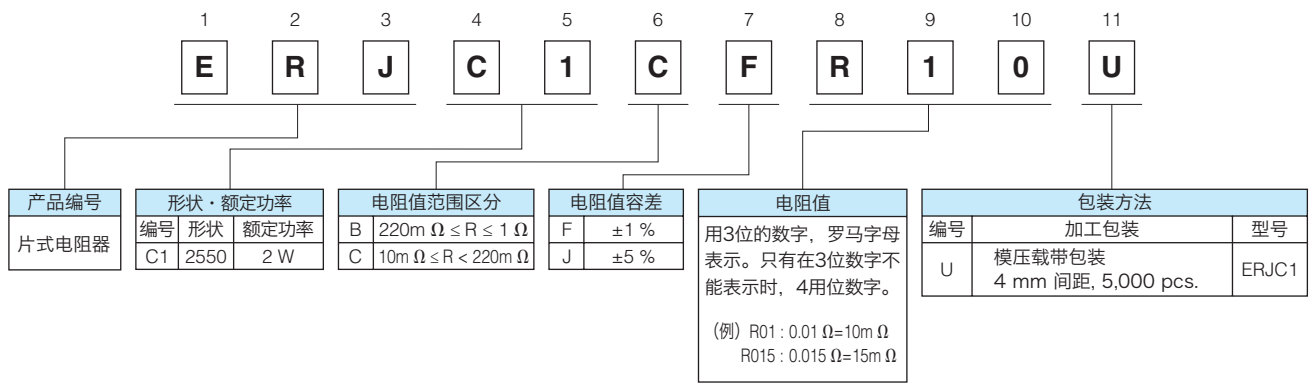 1 2 3 4 5 6 7 8 9 10 11
E R J C 1 C F R 1 0 U
产品编号
片式电阻器
形状・额定功率
编号 形状 额定功率
C1 2550 2 W
电阻值范围区分
B 220m Ω ≤ R ≤ 1 Ω
C 10m Ω ≤ R < 220m Ω
电阻值容差
F ±1 %
J ±5 %
电阻值
用3位的数字，罗马字母
表示。只有在3位数字不
能表示时，4用位数字。
（例）R01 : 0.01 Ω=10m Ω
R015 : 0.015 Ω=15m Ω
包装方法
编号 加工包装 型号
U 模压载带包装 ERJC1
4 mm 间距, 5,000 pcs.